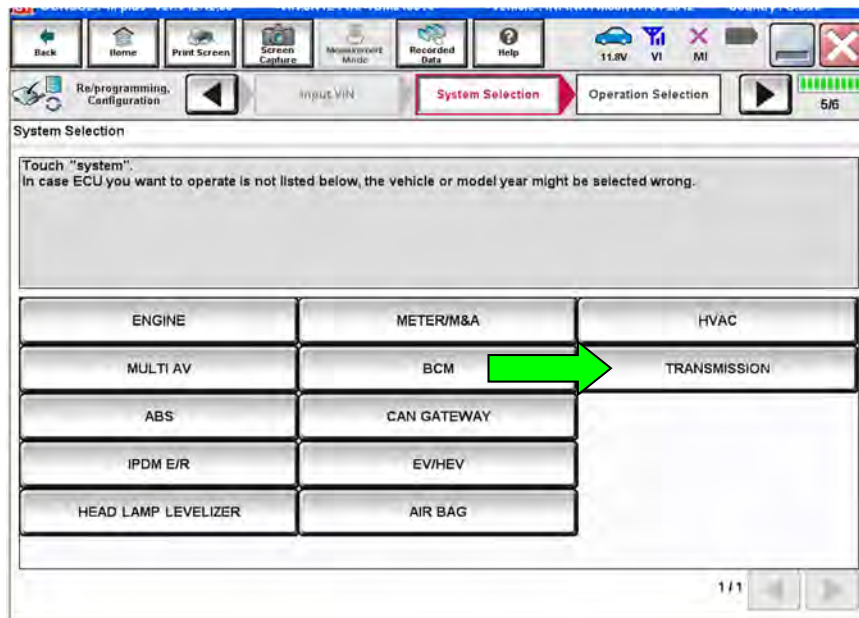 Back
Home
Print Screen
Screen
Capture
Measurement
Mode
Recorded
Data
Help
11.8V
VI
MI
Re/programming,
Configuration
Input VIN
System Selection
Operation Selection
5/6
System Selection
Touch "system".
In case ECU you want to operate is not listed below, the vehicle or model year might be selected wrong.
ENGINE
METER/M&A
HVAC
MULTI AV
BCM
TRANSMISSION
ABS
CAN GATEWAY
IPDM E/R
EV/HEV
HEAD LAMP LEVELIZER
AIR BAG
1/1